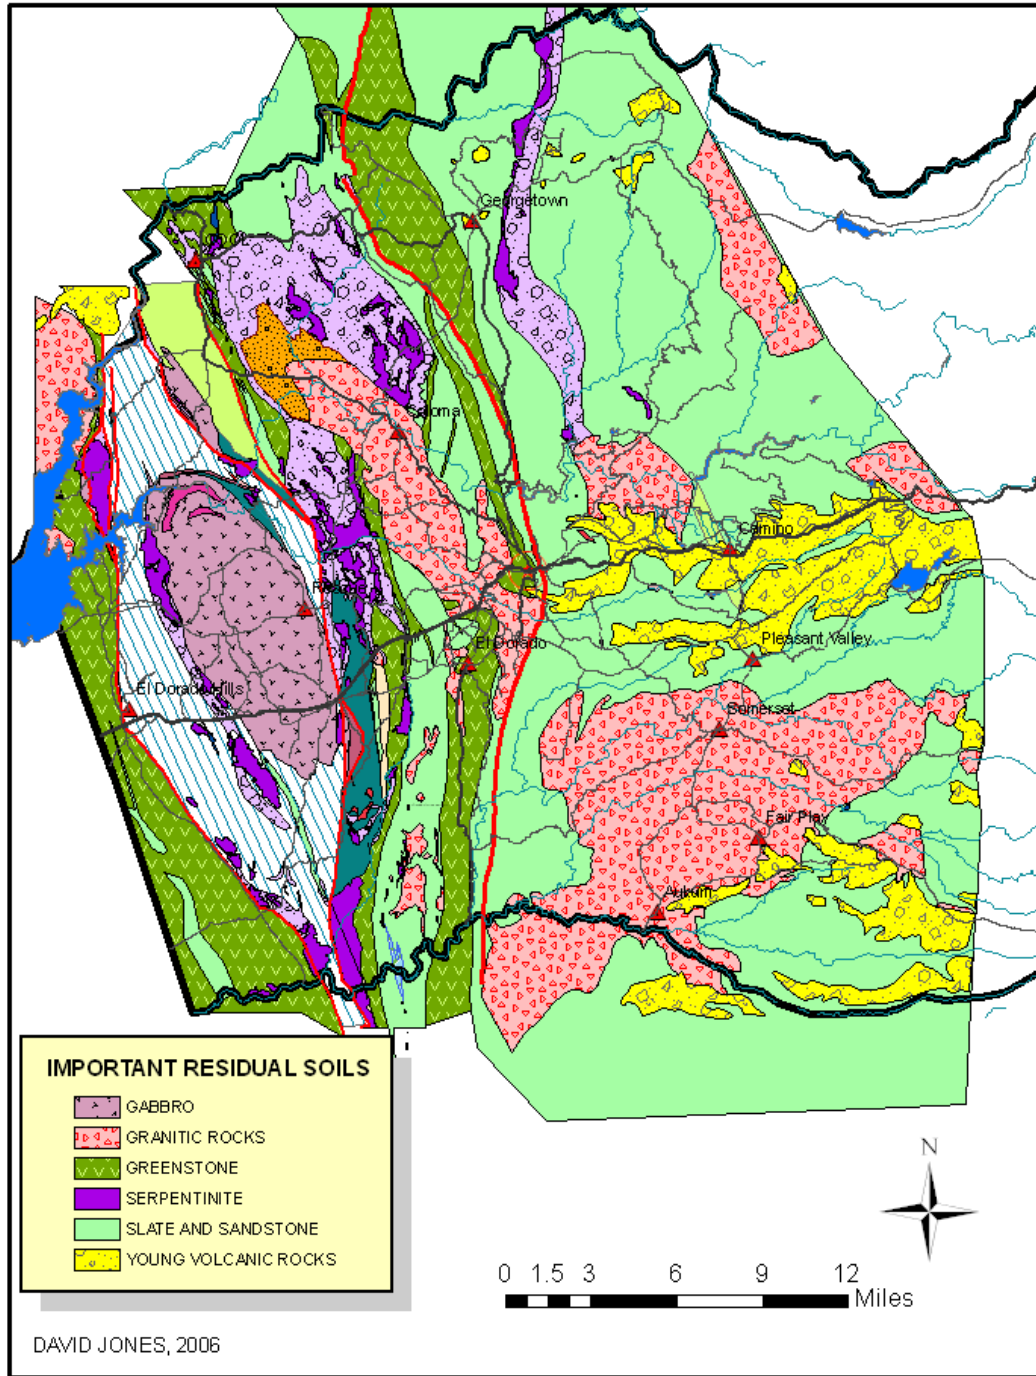 Georgetown
COOL
Coloma
Camino
Rescue
El Dorado
Pleasant Valley
El Dorado Hills
Somerset
Fair Play
Aukum
IMPORTANT RESIDUAL SOILS
GABBRO
GRANITIC ROCKS
GREENSTONE
SERPENTINITE
SLATE AND SANDSTONE
YOUNG VOLCANIC ROCKS
N
0 1.5 3 6 9 12
Miles
DAVID JONES, 2006